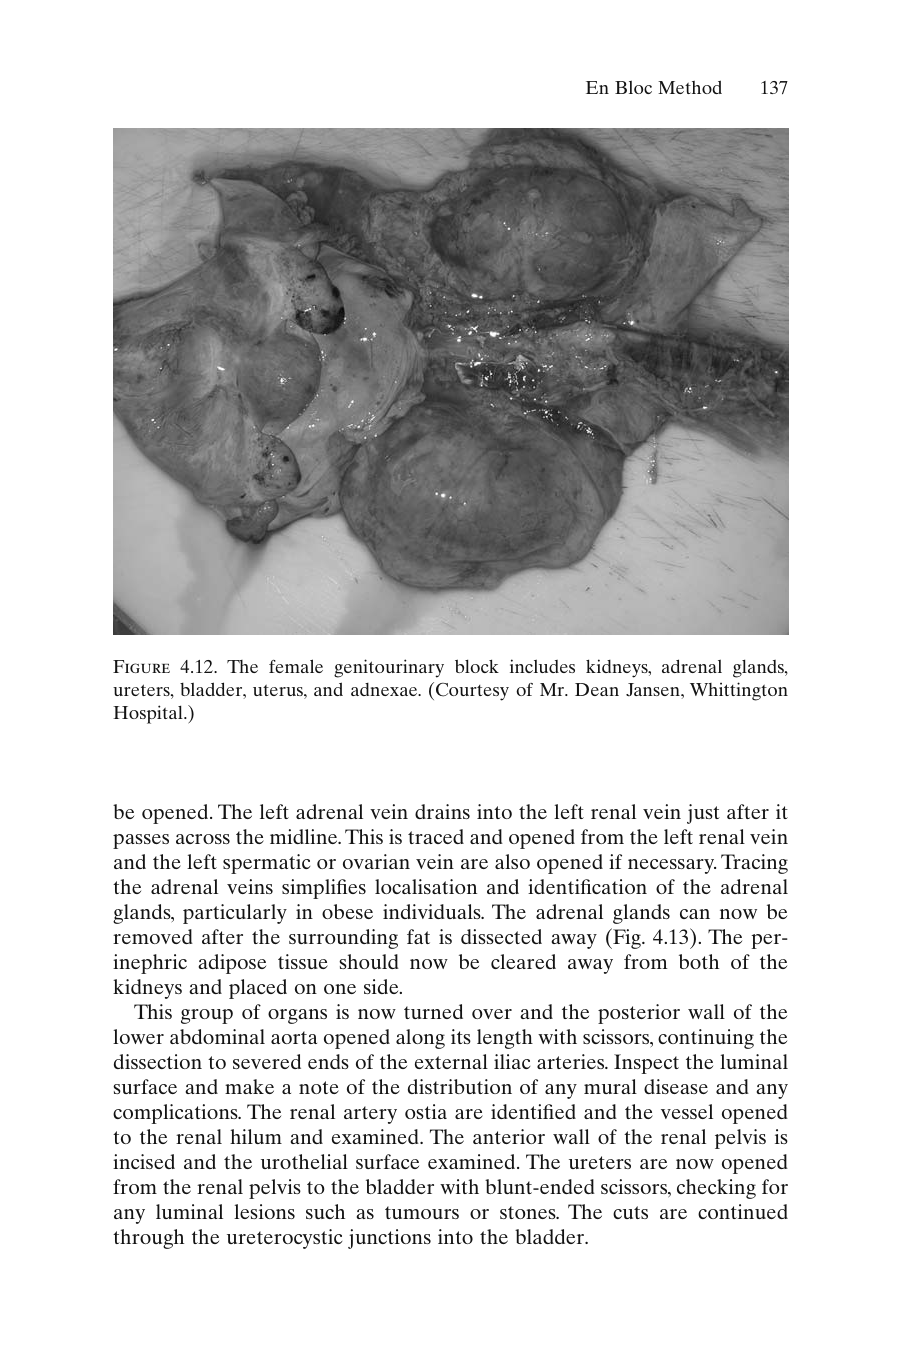 En Bloc Method 137
FIGURE 4.12. The female genitourinary block includes kidneys, adrenal glands,
ureters, bladder, uterus, and adnexae. (Courtesy of Mr. Dean Jansen, Whittington
Hospital.)
be opened. The left adrenal vein drains into the left renal vein just after it
passes across the midline. This is traced and opened from the left renal vein
and the left spermatic or ovarian vein are also opened if necessary. Tracing
the adrenal veins simplifies localisation and identification of the adrenal
glands, particularly in obese individuals. The adrenal glands can now be
removed after the surrounding fat is dissected away (Fig. 4.13). The per-
inephric adipose tissue should now be cleared away from both of the
kidneys and placed on one side.
This group of organs is now turned over and the posterior wall of the
lower abdominal aorta opened along its length with scissors, continuing the
dissection to severed ends of the external iliac arteries. Inspect the luminal
surface and make a note of the distribution of any mural disease and any
complications. The renal artery ostia are identified and the vessel opened
to the renal hilum and examined. The anterior wall of the renal pelvis is
incised and the urothelial surface examined. The ureters are now opened
from the renal pelvis to the bladder with blunt-ended scissors, checking for
any luminal lesions such as tumours or stones. The cuts are continued
through the ureterocystic junctions into the bladder.